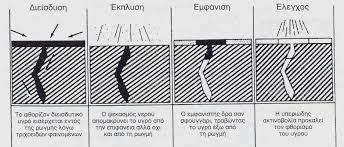 Διείσδυση
Έκπλυση
Εμφάνιση
Έλεγχος
Το φθορίζον διεισδυτικό
υγρό εισέρχεται εντός
της ρωγμής λόγω
τριχοειδών φαινομένων
Ο ψεκασμός νερού
απομακρύνει το υγρό από
την επιφάνεια αλλά όχι
και από τη ρωγμή
Ο εμφανιστής δρα σαν
σφουγγάρι, τραβώντας
το υγρό έξω από
τη ρωγμή
Η υπεριώδης
ακτινοβολία προκαλεί
τον φθορισμό
του υγρού